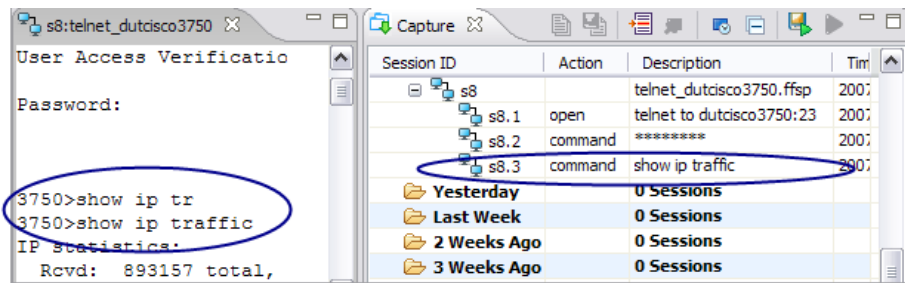 s8:telnet_dutcisco3750
User Access Verificatio
Password:
3750>show ip tr
3750>show ip traffic
IP statistics:
Rcvd: 893157 total,
Capture
Session ID Action Description Tim
s8 telnet_dutcisco3750.ffsp 2007
s8.1 open telnet to dutcisco3750:23 2007
s8.2 command ******** 2007
s8.3 command show ip traffic 2007
Yesterday 0 Sessions
Last Week 0 Sessions
2 Weeks Ago 0 Sessions
3 Weeks Ago 0 Sessions